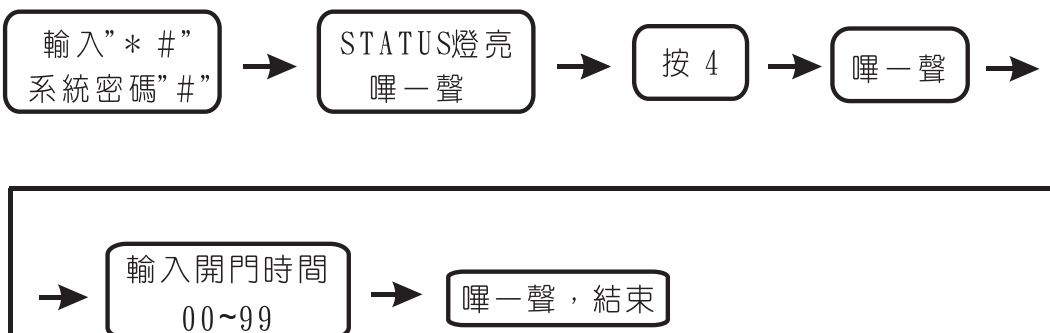 輸入”* #”
系統密碼”#”
STATUS燈亮
嗶一聲
按 4
嗶一聲
輸入開門時間
00~99
嗶一聲，結束